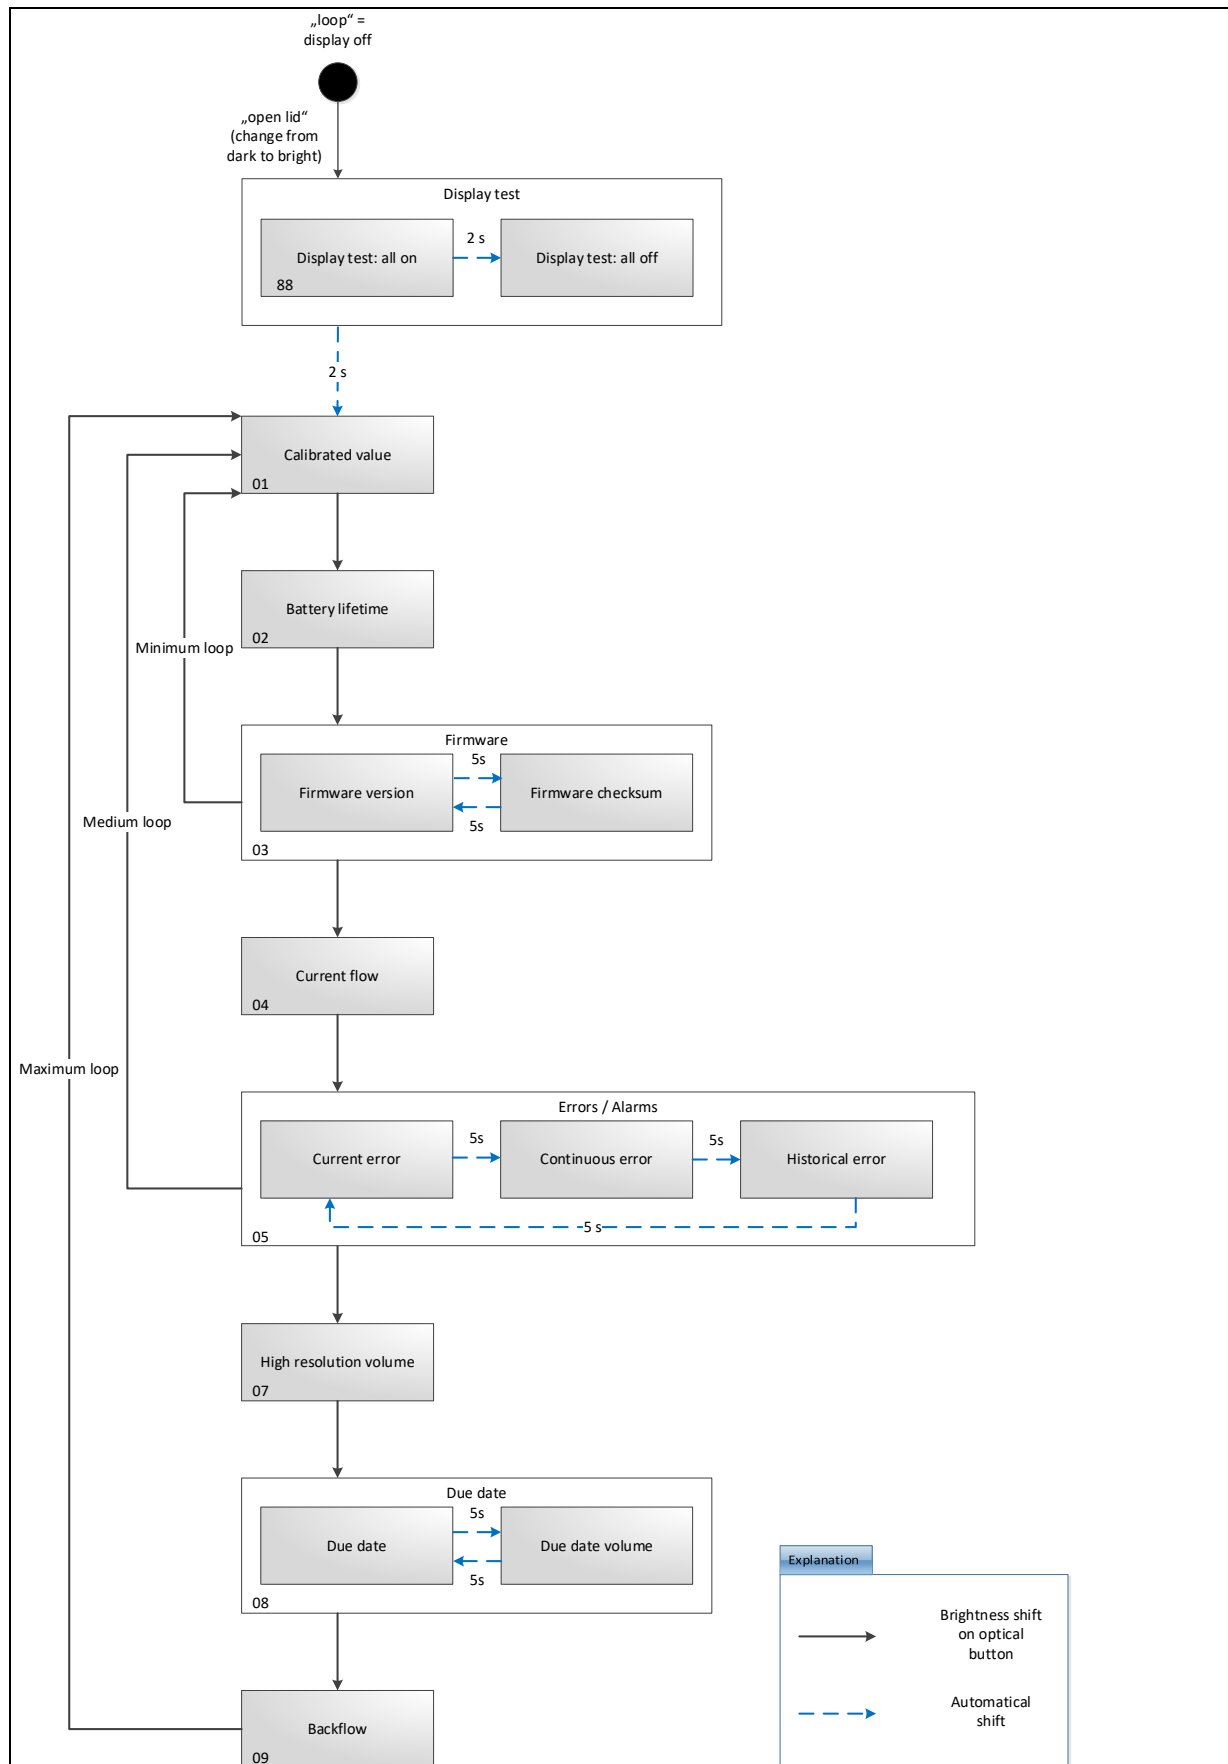 „loop“ =
display off
„open lid“
(change from
dark to bright)
Display test
Display test: all on
88
2 s
Display test: all off
2 s
Calibrated value
01
Battery lifetime
02
Minimum loop
Firmware
Firmware version
5s
5s
Firmware checksum
03
Medium loop
Current flow
04
Maximum loop
Errors / Alarms
Current error
5s
Continuous error
5s
Historical error
5 s
05
High resolution volume
07
Due date
Due date
5s
5s
Due date volume
08
Backflow
09
Explanation
Brightness shift
on optical
button
Automatical
shift